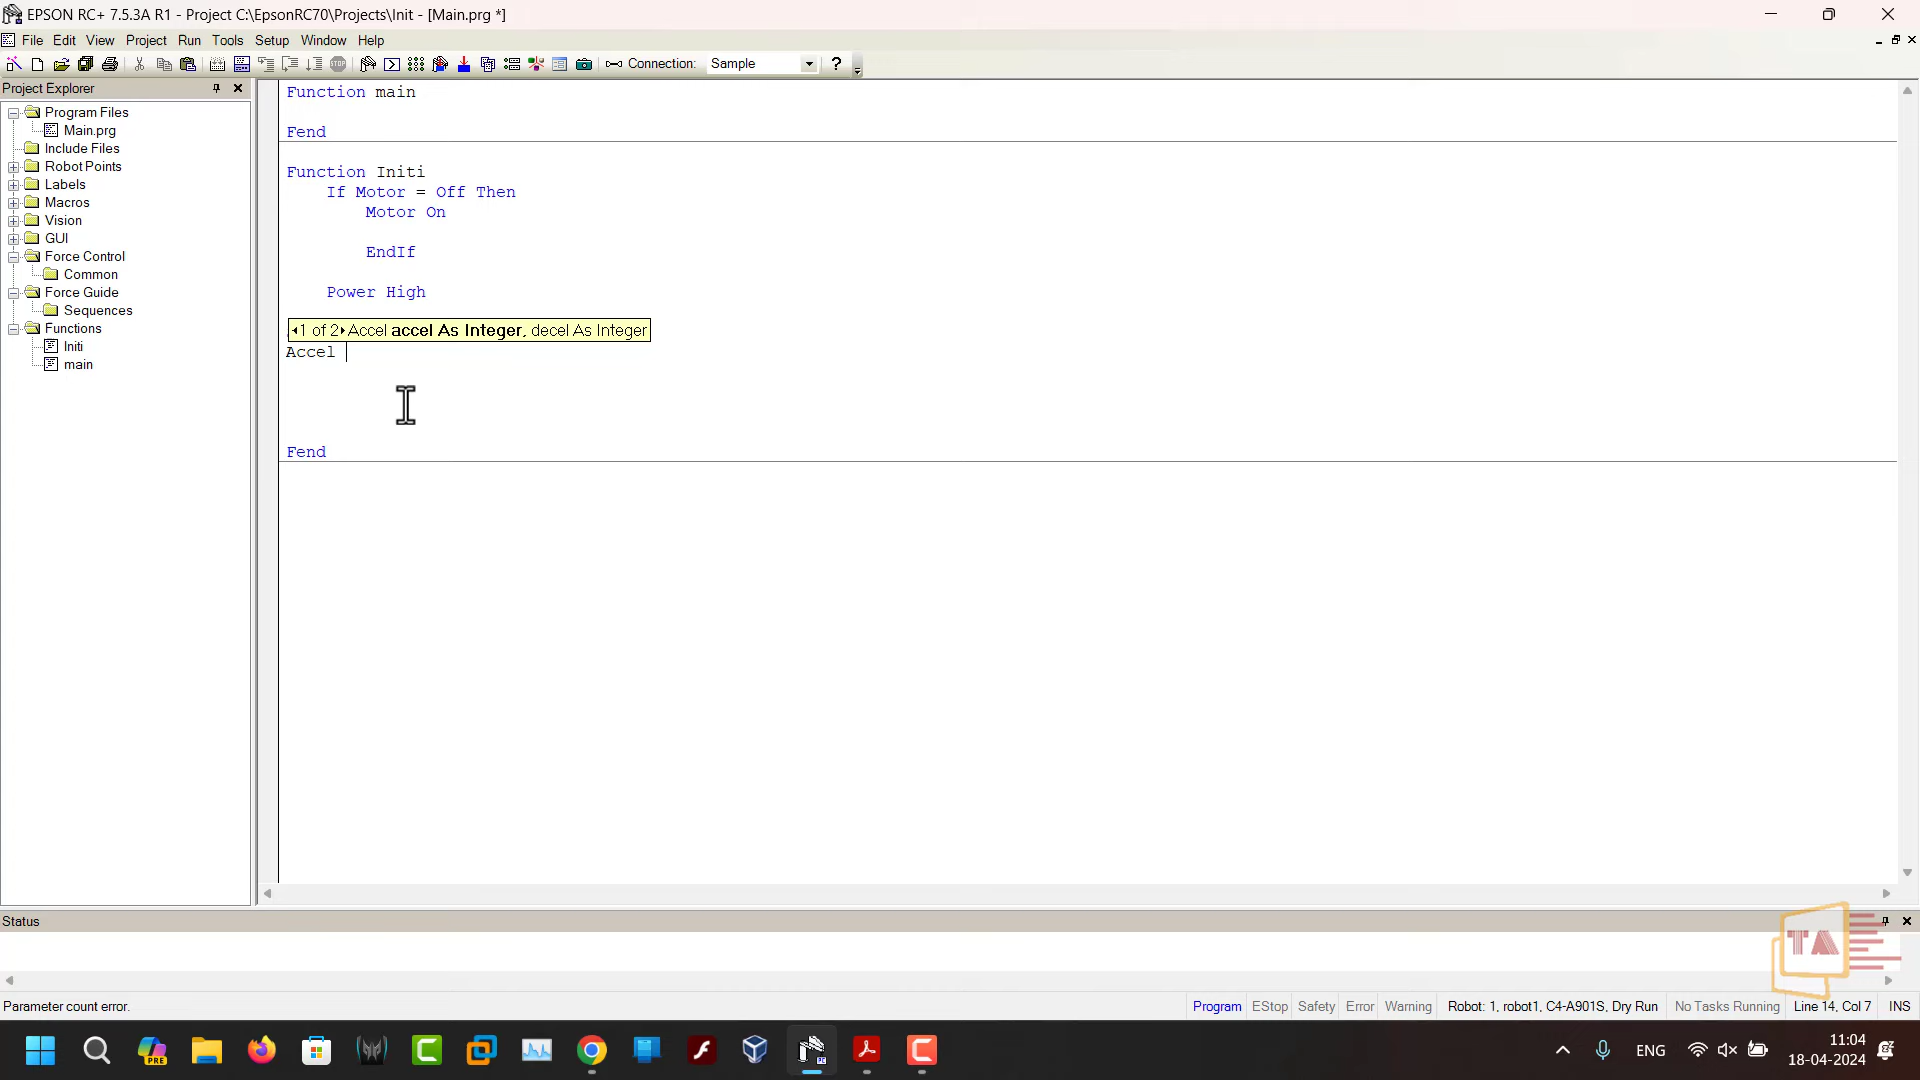 EPSON RC+ 7.5.3A R1 - Project C:\EpsonRC70\Projects\Init - [Main.prg *]
File Edit View Project Run Tools Setup Window Help
Connection: Sample ?
Project Explorer
Program Files
Main.prg
Include Files
Robot Points
Labels
Macros
Vision
GUI
Force Control
Common
Force Guide
Sequences
Functions
Initi
main
Function main
Fend
Function Initi
If Motor = Off Then
Motor On
EndIf
Power High
1 of 2 Accel accel As Integer, decel As Integer
Accel
Fend
Status
TA
Parameter count error.
Program EStop Safety Error Warning Robot: 1, robot1, C4-A901S, Dry Run No Tasks Running Line 14, Col 7 INS
PRE
ENG
11:04
18-04-2024